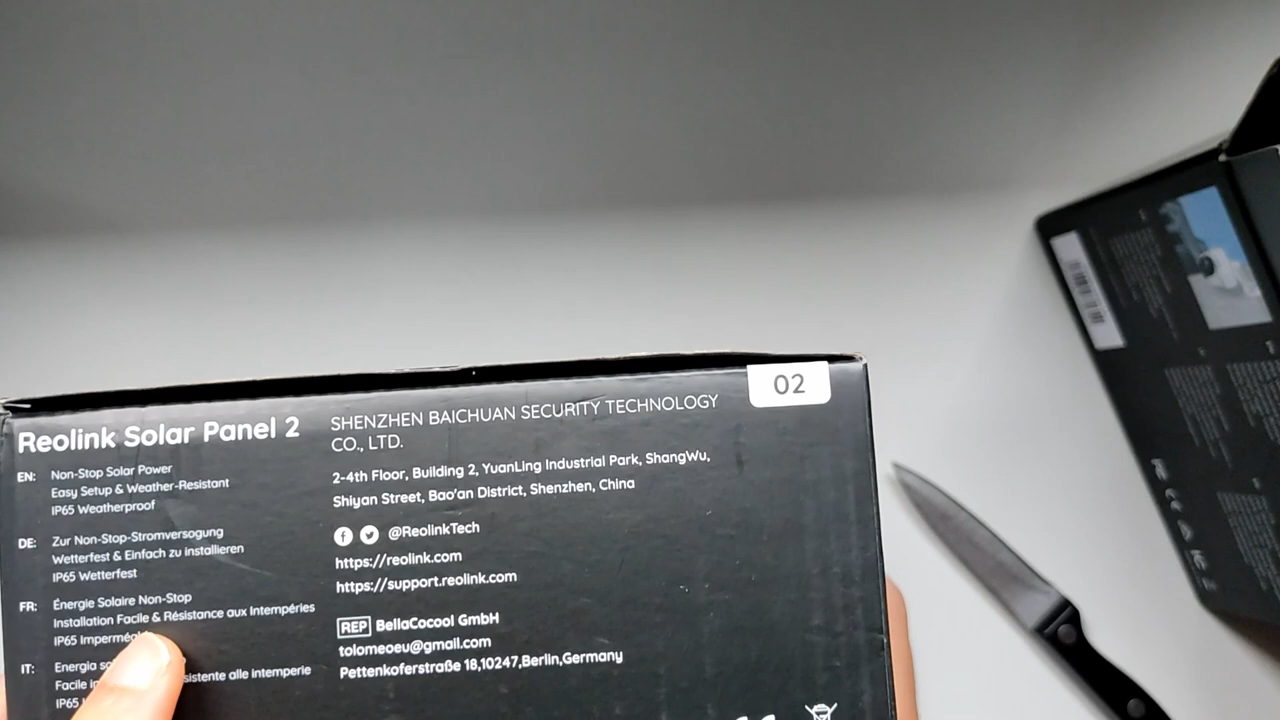 Reolink Solar Panel 2
EN: Non-Stop Solar Power
Easy Setup & Weather-Resistant
IP65 Weatherproof
DE: Zur Non-Stop-Stromversogung
Wetterfest & Einfach zu installieren
IP65 Wetterfest
FR: Énergie Solaire Non-Stop
Installation Facile & Résistance aux Intempéries
IP65
IT: Energia alle Intemperie
Facile
IP65
SHENZHEN BAICHUAN SECURITY TECHNOLOGY
CO., LTD.
2-4th Floor, Building 2, YuanLing Industrial Park, ShangWu,
Shiyan Street, Bao'an District, Shenzhen, China
@ReolinkTech
https://reolink.com
https://support.reolink.com
REP BellaCocool GmbH
tolomeoeu@gmail.com
Pettenkoferstraße 18,10247,Berlin,Germany
02